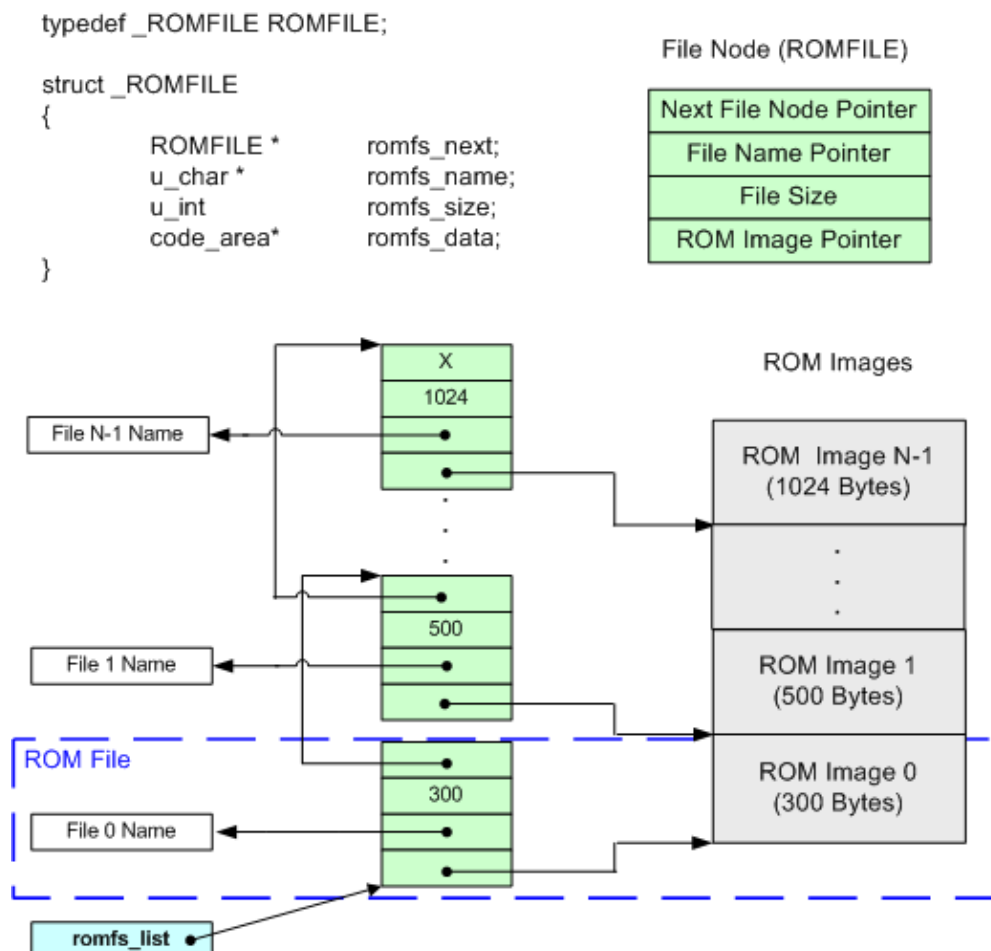 typedef _ROMFILE ROMFILE;
struct _ROMFILE
{
ROMFILE * romfs_next;
u_char * romfs_name;
u_int romfs_size;
code_area* romfs_data;
}
File Node (ROMFILE)
Next File Node Pointer
File Name Pointer
File Size
ROM Image Pointer
X
1024
File N-1 Name
.
.
.
500
File 1 Name
ROM File
300
File 0 Name
romfs_list
ROM Images
ROM Image N-1
(1024 Bytes)
.
.
.
ROM Image 1
(500 Bytes)
ROM Image 0
(300 Bytes)